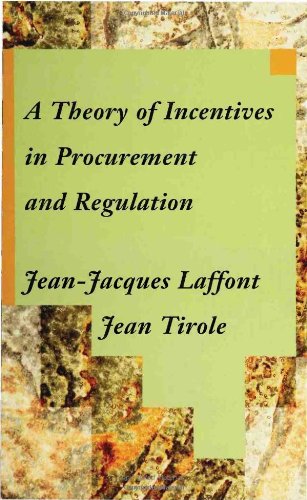 A Theory of Incentives
in Procurement
and Regulation
Jean-Jacques Laffont
Jean Tirole